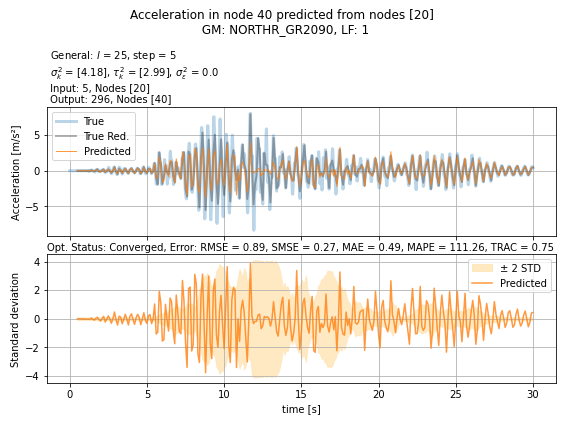 Acceleration in node 40 predicted from nodes [20]
GM: NORTHR_GR2090, LF: 1
General: l = 25, step = 5
σ²ₖ = [4.18], τ²ₖ = [2.99], σ²ε = 0.0
Input: 5, Nodes [20]
Output: 296, Nodes [40]
Acceleration [m/s²]
5
0
−5
True
True Red.
Predicted
Opt. Status: Converged, Error: RMSE = 0.89, SMSE = 0.27, MAE = 0.49, MAPE = 111.26, TRAC = 0.75
Standard deviation
4
2
0
−2
−4
± 2 STD
Predicted
0 5 10 15 20 25 30
time [s]